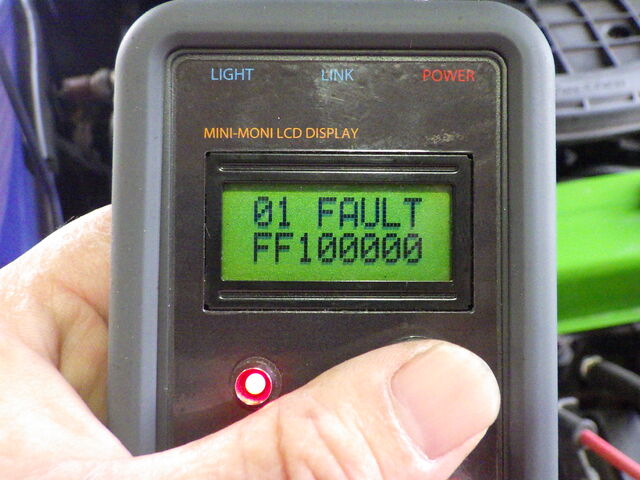 LIGHT LINK POWER
MINI-MONI LCD DISPLAY
01 FAULT
FF100000